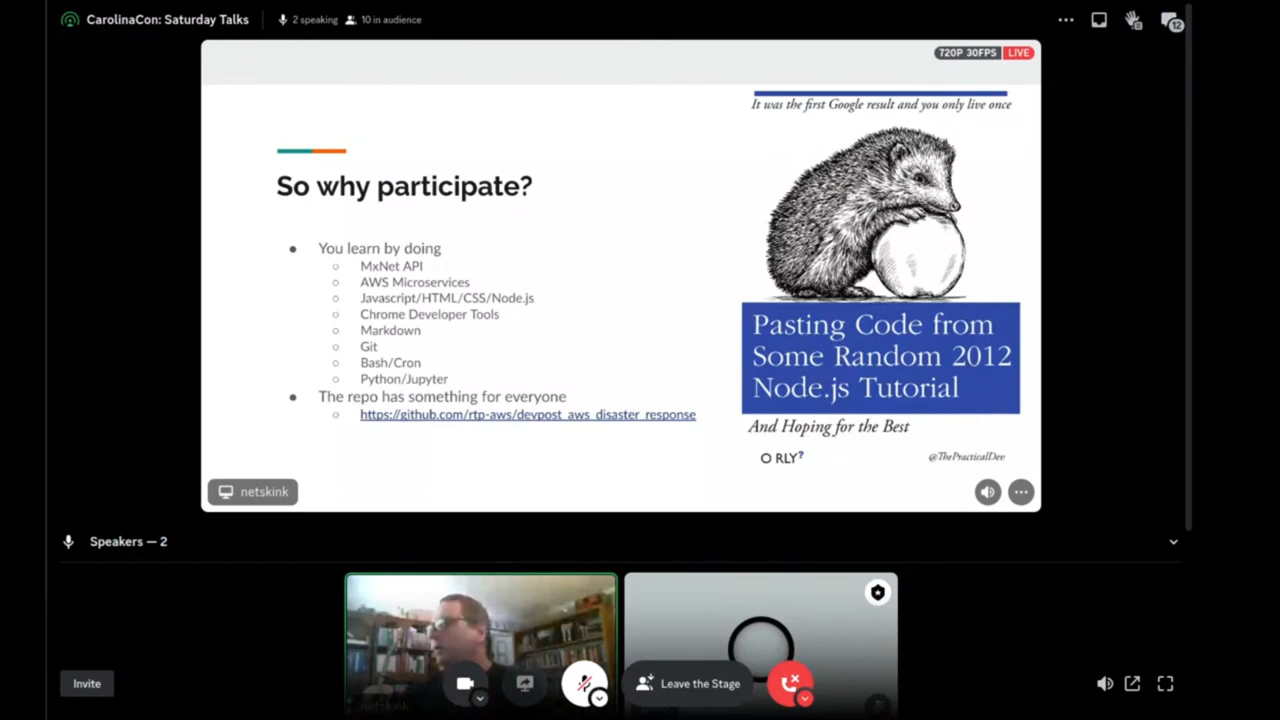 CarolinaCon: Saturday Talks
2 speaking
10 in audience
12
720P 30FPS
LIVE
So why participate?
You learn by doing
MxNet API
AWS Microservices
Javascript/HTML/CSS/Node.js
Chrome Developer Tools
Markdown
Git
Bash/Cron
Python/Jupyter
The repo has something for everyone
https://github.com/rtp-aws/devpost_aws_disaster_response
It was the first Google result and you only live once
Pasting Code from
Some Random 2012
Node.js Tutorial
And Hoping for the Best
O RLY?
@ThePracticalDev
netskink
Speakers — 2
netskink
Invite
Leave the Stage